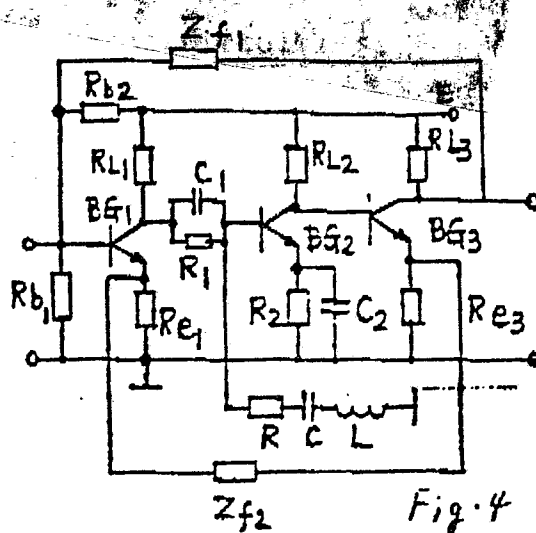 Zf1
Rb2
E
RL1
C1
RL2
RL3
BG1
R1
BG2
BG3
Rb1
Re1
R2
C2
Re3
R C L
Zf2
Fig.4